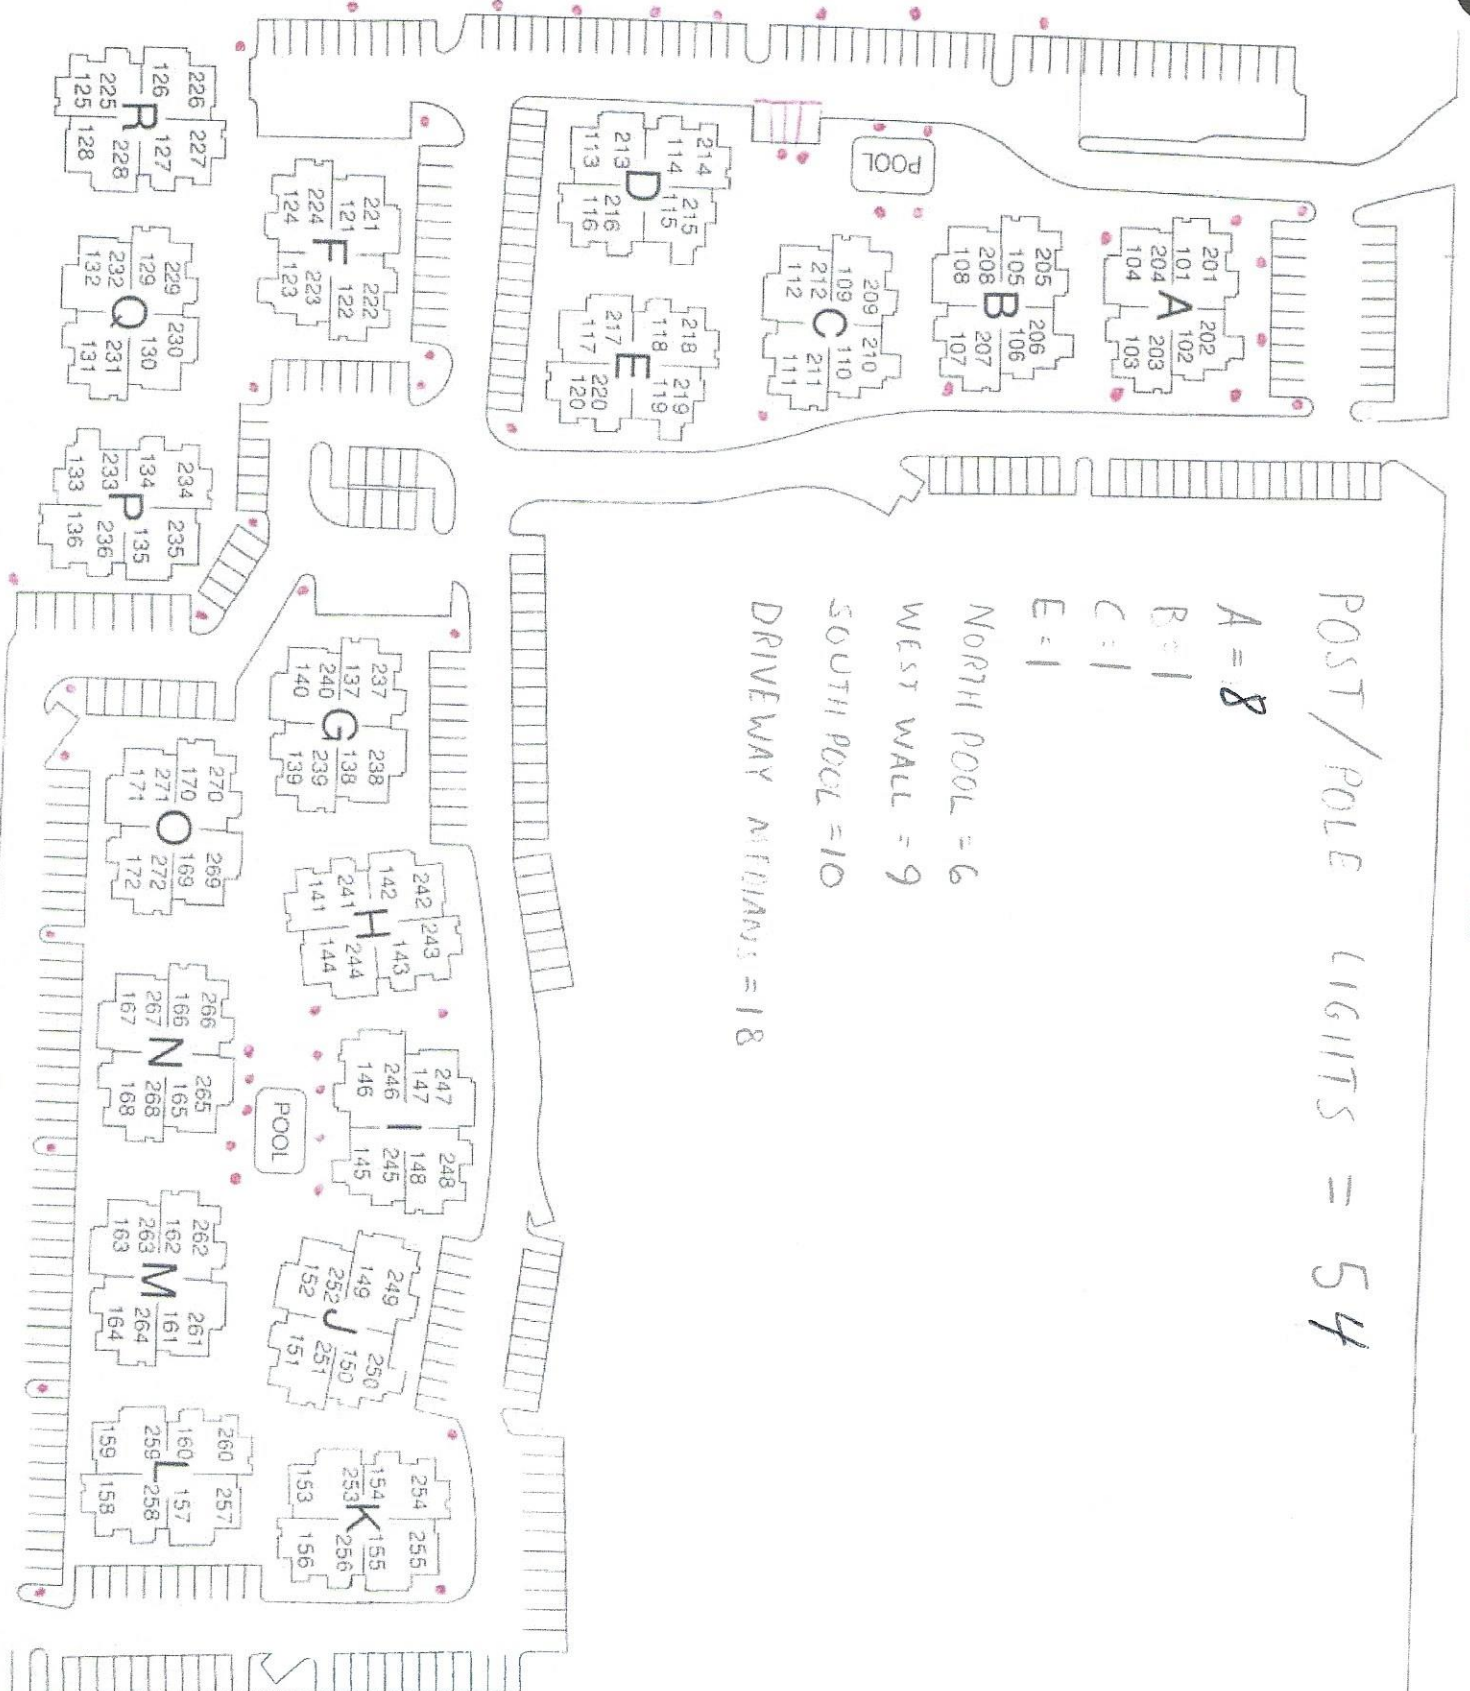 POST/POLE LIGHTS = 54
A = 8
B = 1
C = 1
E = 1
NORTH POOL = 6
WEST WALL = 9
SOUTH POOL = 10
DRIVEWAY MEDIANS = 18
POOL
201 202
101 102
A
204 203
104 103
205 206
105 106
B
208 207
108 107
209 210
109 110
C
212 211
112 111
214 215
114 115
D
213 216
113 116
218 219
118 119
E
217 220
117 120
221 222
121 122
F
224 223
124 123
226 227
126 127
R
225 228
125 128
229 230
129 130
Q
232 231
132 131
234 235
134 135
P
233 236
133 136
237 238
137 138
G
240 239
140 139
242 243
142 143
H
241 244
141 144
247 248
147 148
I
246 245
146 145
249 250
149 150
J
252 251
152 151
254 255
154 155
K
253 256
153 156
POOL
270 269
170 169
O
271 272
171 172
266 265
166 165
N
267 268
167 168
262 261
162 161
M
263 264
163 164
260 257
160 157
L
259 258
159 158